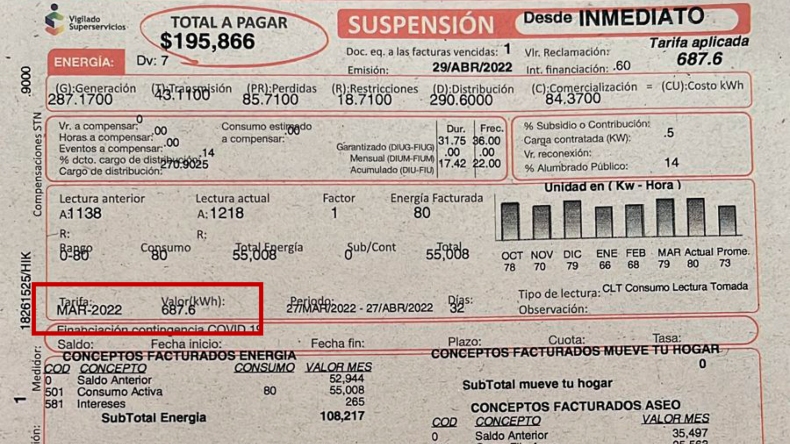 Vigilado
Superservicios
TOTAL A PAGAR
$195,866
SUSPENSIÓN
Desde INMEDIATO
ENERGÍA:
Dv: 7
Doc. eq. a las facturas vencidas: 1
Emisión: 29/ABR/2022
Vlr. Reclamación:
Int. financiación: .60
Tarifa aplicada
687.6
(G):Generación (T):Transmisión (PR):Perdidas (R):Restricciones (D):Distribución (C):Comercialización = (CU):Costo kWh
287.1700 43.1100 85.7100 18.7100 290.6000 84.3700
.9000
Compensaciones STN
Vr. a compensar: 0
Horas a compensar: .00
Eventos a compensar: .00
% dcto. cargo de distribución: .14
Cargo de distribución: 270.9025
Consumo estimado
a compensar: .00
Dur. Frec.
Garantizado (DIUG-FIUG) 31.75 36.00
Mensual (DIUM-FIUM) .00 .00
Acumulado (DIU-FIU) 17.42 22.00
% Subsidio o Contribución:
Carga contratada (KW): .5
Vr. reconexión:
% Alumbrado Público: 14
Lectura anterior Lectura actual Factor Energía Facturada
A:1138 A: 1218 1 80
R: R:
Rango Consumo Total Energía Sub/Cont Total
0-80 80 55,008 0 55,008
Unidad en ( Kw - Hora )
OCT NOV DIC ENE FEB MAR Actual Prome.
78 70 79 66 68 79 80 73
18261525/HIK
Medidor:
1
Tarifa: Valor(kWh): Periodo: Días:
MAR-2022 687.6 27/MAR/2022 - 27/ABR/2022 32
Tipo de lectura: CLT Consumo Lectura Tomada
Observación:
Financiación contingencia COVID 19
Saldo: Fecha inicio: Fecha fin: Plazo: Cuota: Tasa:
CONCEPTOS FACTURADOS ENERGIA
COD CONCEPTO CONSUMO VALOR MES
0 Saldo Anterior 52,944
501 Consumo Activa 80 55,008
581 Intereses 265
SubTotal Energia 108,217
CONCEPTOS FACTURADOS MUEVE TU HOGAR
0
SubTotal mueve tu hogar
CONCEPTOS FACTURADOS ASEO
COD CONCEPTO VALOR MES
0 Saldo Anterior 35,497